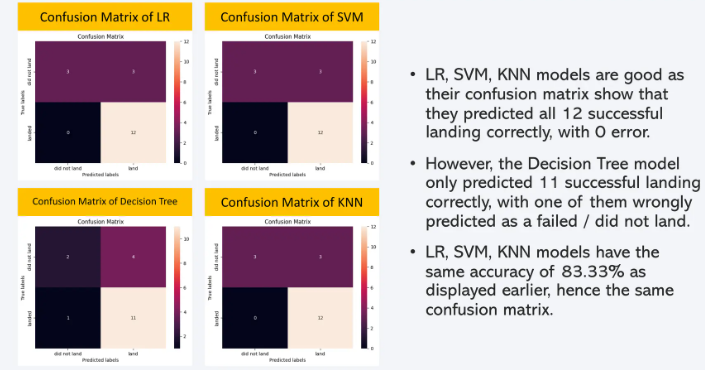 Confusion Matrix of LR
Confusion Matrix
did not land
landed
True labels
3
3
0
12
did not land
land
Predicted labels
12
10
8
6
4
2
0
Confusion Matrix of SVM
Confusion Matrix
did not land
landed
True labels
3
3
0
12
did not land
land
Predicted labels
12
10
8
6
4
2
0
Confusion Matrix of Decision Tree
Confusion Matrix
did not land
landed
True labels
2
4
1
11
did not land
land
Predicted labels
10
8
6
4
2
Confusion Matrix of KNN
Confusion Matrix
did not land
landed
True labels
3
3
0
12
did not land
land
Predicted labels
12
10
8
6
4
2
0
• LR, SVM, KNN models are good as
their confusion matrix show that
they predicted all 12 successful
landing correctly, with 0 error.
• However, the Decision Tree model
only predicted 11 successful landing
correctly, with one of them wrongly
predicted as a failed / did not land.
• LR, SVM, KNN models have the
same accuracy of 83.33% as
displayed earlier, hence the same
confusion matrix.